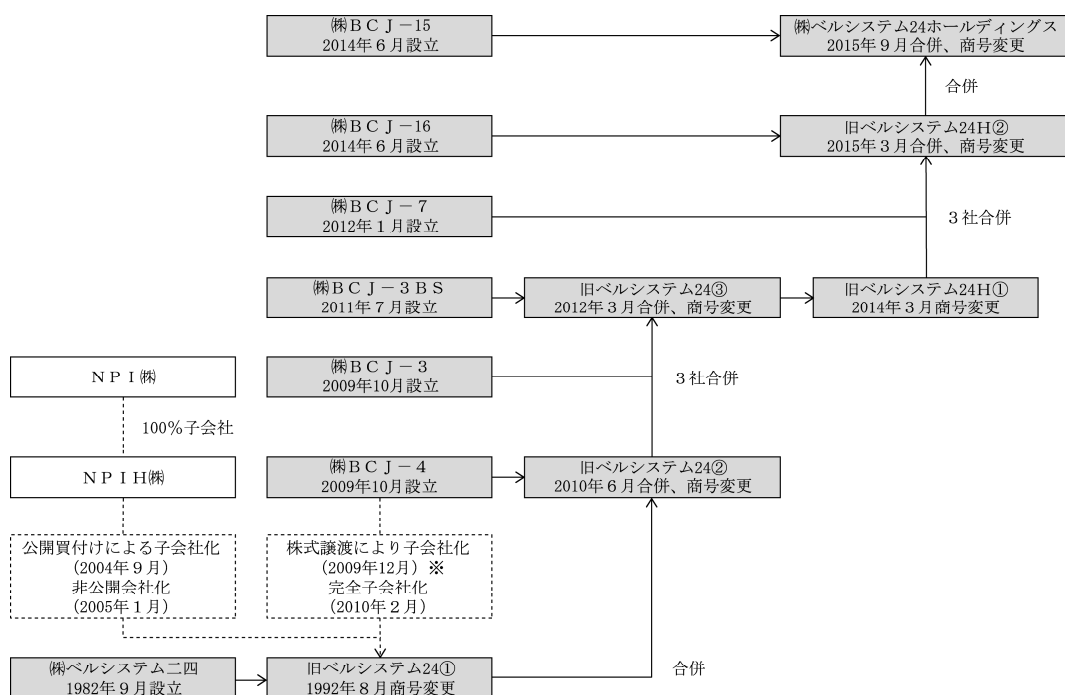 ㈱ＢＣＪ－15
2014年６月設立
㈱ベルシステム24ホールディングス
2015年９月合併、商号変更
合併
㈱ＢＣＪ－16
2014年６月設立
旧ベルシステム24Ｈ②
2015年３月合併、商号変更
㈱ＢＣＪ－７
2012年１月設立
３社合併
㈱ＢＣＪ－３ＢＳ
2011年７月設立
旧ベルシステム24③
2012年３月合併、商号変更
旧ベルシステム24Ｈ①
2014年３月商号変更
ＮＰＩ㈱
㈱ＢＣＪ－３
2009年10月設立
３社合併
100％子会社
ＮＰＩＨ㈱
㈱ＢＣＪ－４
2009年10月設立
旧ベルシステム24②
2010年６月合併、商号変更
公開買付けによる子会社化
（2004年９月）
非公開会社化
（2005年１月）
株式譲渡により子会社化
（2009年12月）※
完全子会社化
（2010年２月）
㈱ベルシステム二四
1982年９月設立
旧ベルシステム24①
1992年８月商号変更
合併